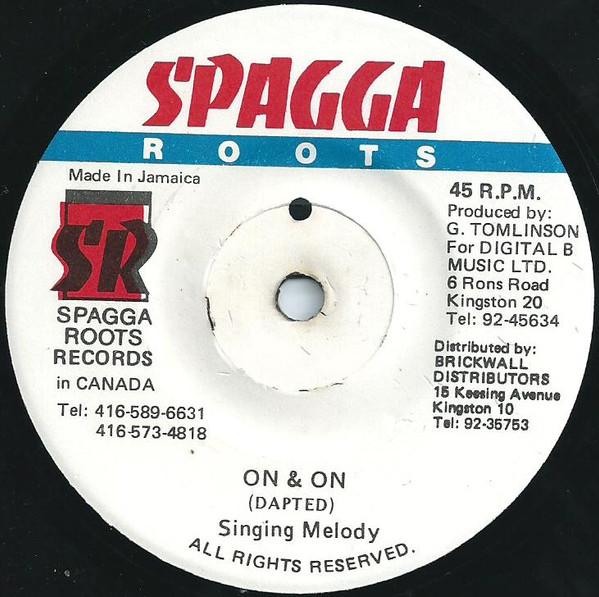 SPAGGA
ROOTS
Made In Jamaica
SR
SPAGGA
ROOTS
RECORDS
in CANADA
Tel: 416-589-6631
416-573-4818
45 R.P.M.
Produced by:
G. TOMLINSON
For DIGITAL B
MUSIC LTD.
6 Rons Road
Kingston 20
Tel: 92-45634
Distributed by:
BRICKWALL
DISTRIBUTORS
15 Keesing Avenue
Kingston 10
Tel: 92-35753
ON & ON
(DAPTED)
Singing Melody
ALL RIGHTS RESERVED.